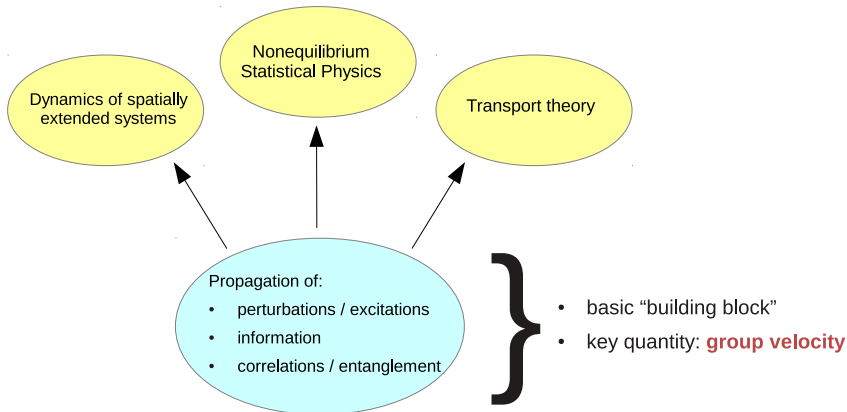 Nonequilibrium
Statistical Physics
Dynamics of spatially
extended systems
Transport theory
Propagation of:
• perturbations / excitations
• information
• correlations / entanglement
}
• basic “building block”
• key quantity: group velocity